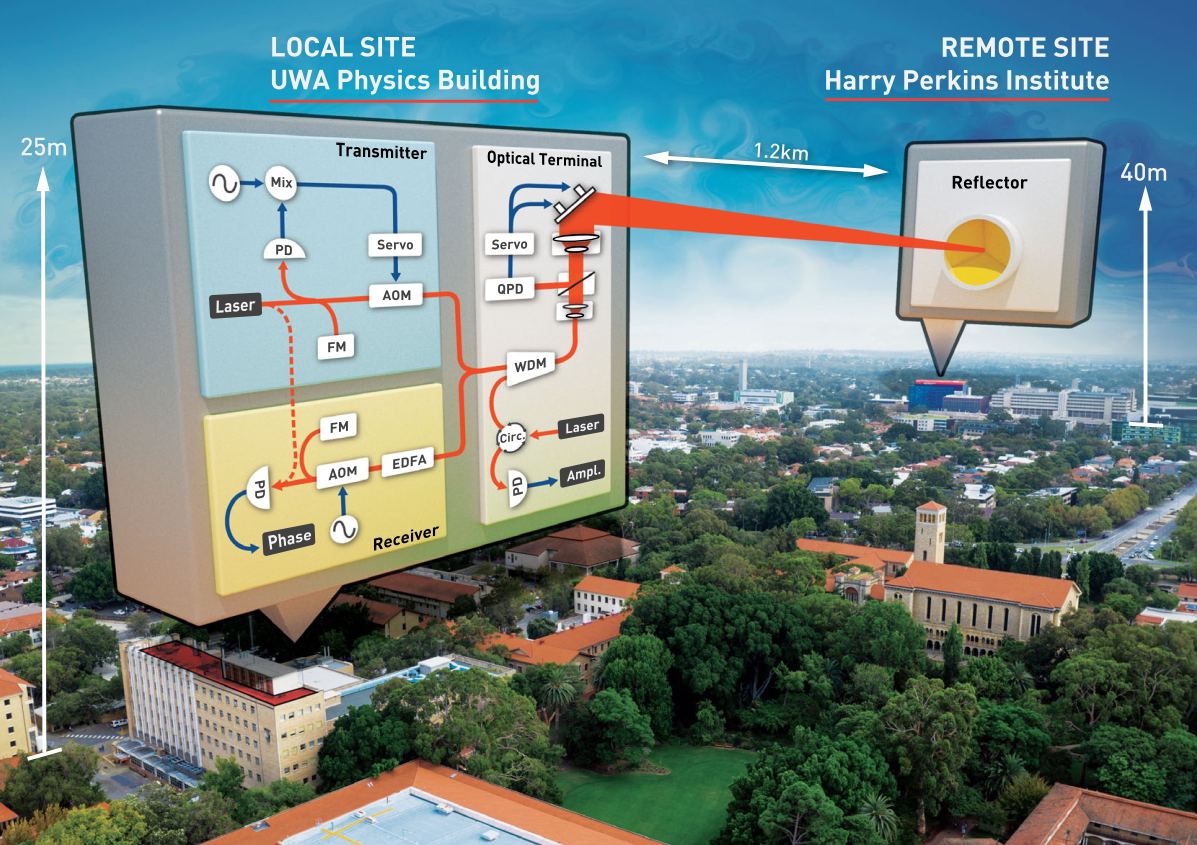 LOCAL SITE
UWA Physics Building
REMOTE SITE
Harry Perkins Institute
25m
1.2km
40m
Transmitter
Mix
PD
Servo
Laser
AOM
FM
Optical Terminal
Servo
QPD
WDM
Circ.
Laser
PD
Ampl.
FM
AOM
EDFA
PD
Phase
Receiver
Reflector